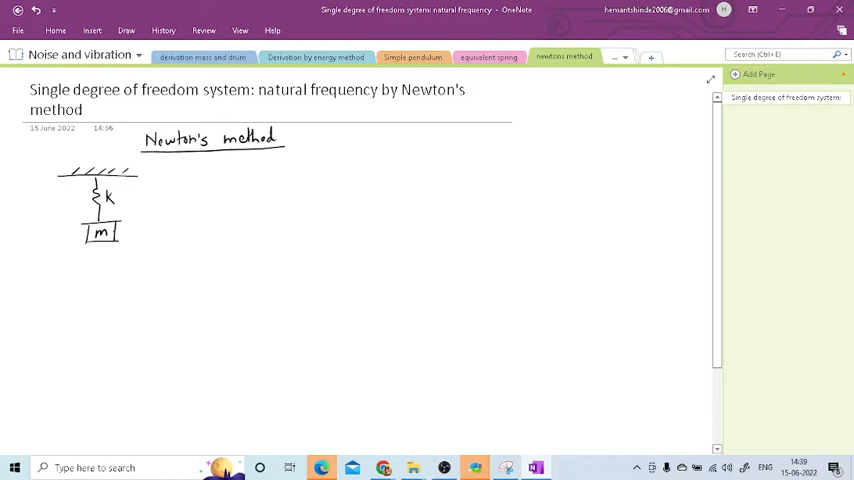 Single degree of freedom system: natural frequency - OneNote
hemantshinde2006@gmail.com H
File Home Insert Draw History Review View Help
Noise and vibration
derivation mass and drum
Derivation by energy method
Simple pendulum
equivalent spring
newtons method
...
Search (Ctrl+E)
Add Page
Single degree of freedom system: natural frequency by Newton's
method
Single degree of freedom system:
15 June 2022 14:36
Newton's method
k
m
Type here to search
ENG
14:39
15-06-2022